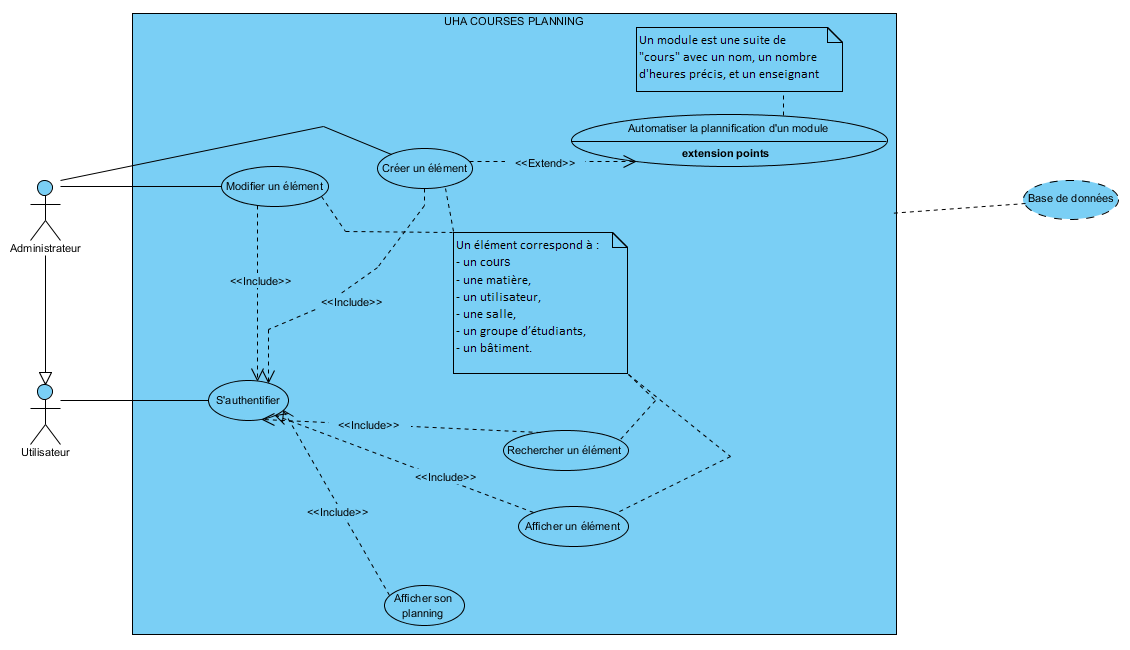 UHA COURSES PLANNING
Un module est une suite de
"cours" avec un nom, un nombre
d'heures précis, et un enseignant
Automatiser la plannification d'un module
extension points
Créer un élément
<<Extend>>
Modifier un élément
Base de données
Administrateur
Un élément correspond à :
- un cours
- une matière,
- un utilisateur,
- une salle,
- un groupe d'étudiants,
- un bâtiment.
<<Include>>
<<Include>>
S'authentifier
Utilisateur
<<Include>>
Rechercher un élément
<<Include>>
<<Include>>
Afficher un élément
Afficher son
planning